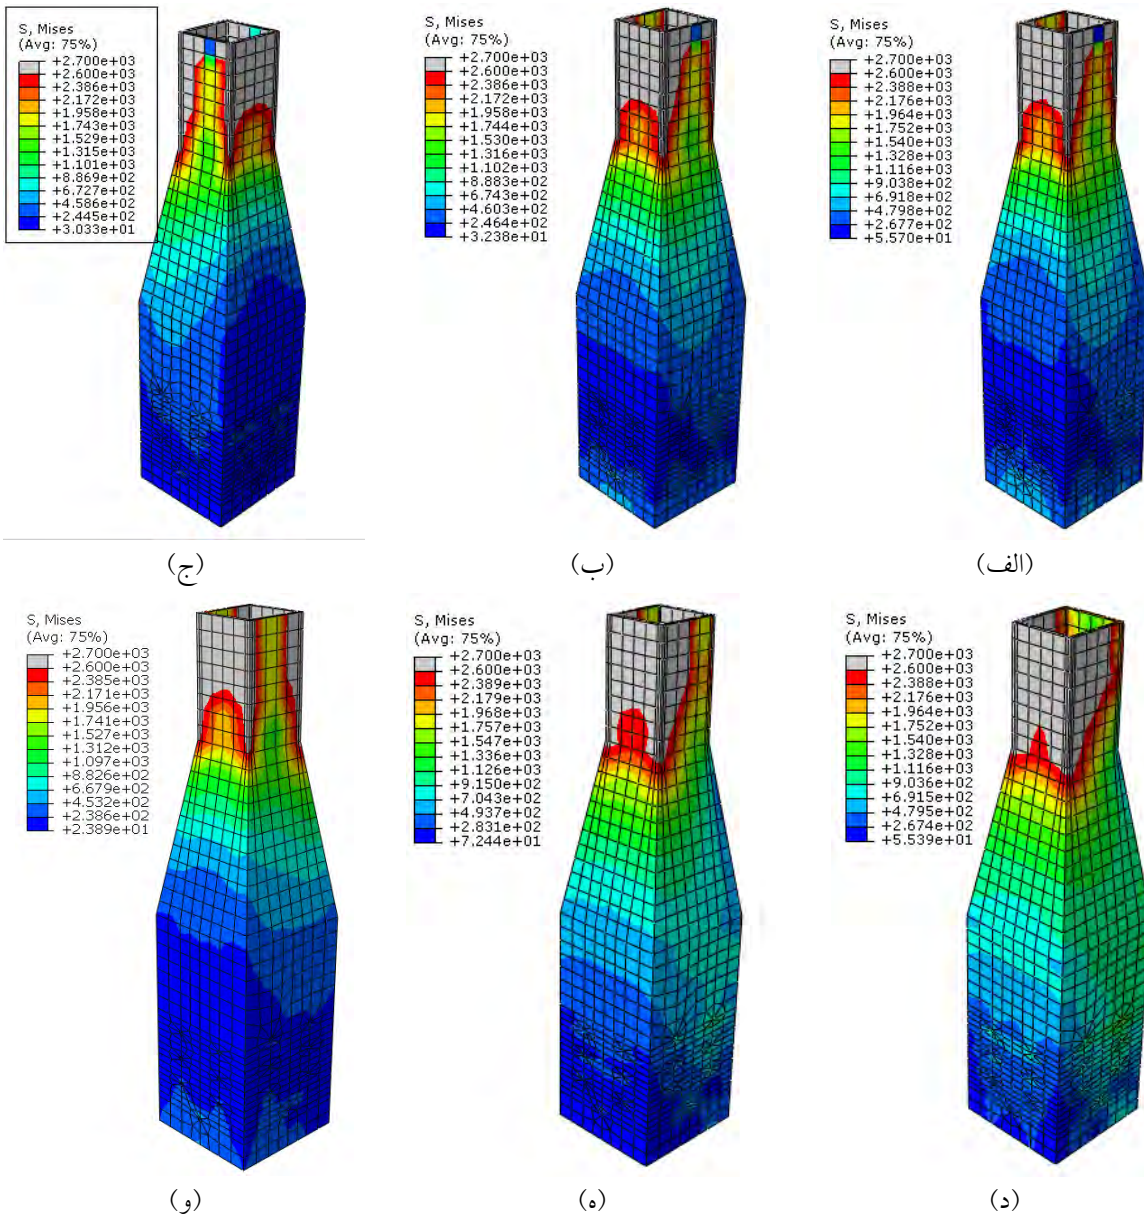 S, Mises
(Avg: 75%)
+2.700e+03
+2.600e+03
+2.388e+03
+2.176e+03
+1.964e+03
+1.752e+03
+1.540e+03
+1.328e+03
+1.116e+03
+9.038e+02
+6.918e+02
+4.798e+02
+2.677e+02
+5.570e+01
(الف)
S, Mises
(Avg: 75%)
+2.700e+03
+2.600e+03
+2.386e+03
+2.172e+03
+1.958e+03
+1.744e+03
+1.530e+03
+1.316e+03
+1.102e+03
+8.883e+02
+6.743e+02
+4.603e+02
+2.464e+02
+3.238e+01
(ب)
S, Mises
(Avg: 75%)
+2.700e+03
+2.600e+03
+2.386e+03
+2.172e+03
+1.958e+03
+1.743e+03
+1.529e+03
+1.315e+03
+1.101e+03
+8.869e+02
+6.727e+02
+4.586e+02
+2.445e+02
+3.033e+01
(ج)
S, Mises
(Avg: 75%)
+2.700e+03
+2.600e+03
+2.388e+03
+2.176e+03
+1.964e+03
+1.752e+03
+1.540e+03
+1.328e+03
+1.116e+03
+9.036e+02
+6.915e+02
+4.795e+02
+2.674e+02
+5.539e+01
(د)
S, Mises
(Avg: 75%)
+2.700e+03
+2.600e+03
+2.389e+03
+2.179e+03
+1.968e+03
+1.757e+03
+1.547e+03
+1.336e+03
+1.126e+03
+9.150e+02
+7.043e+02
+4.937e+02
+2.831e+02
+7.244e+01
(ه)
S, Mises
(Avg: 75%)
+2.700e+03
+2.600e+03
+2.385e+03
+2.171e+03
+1.956e+03
+1.741e+03
+1.527e+03
+1.312e+03
+1.097e+03
+8.826e+02
+6.679e+02
+4.532e+02
+2.386e+02
+2.389e+01
(و)